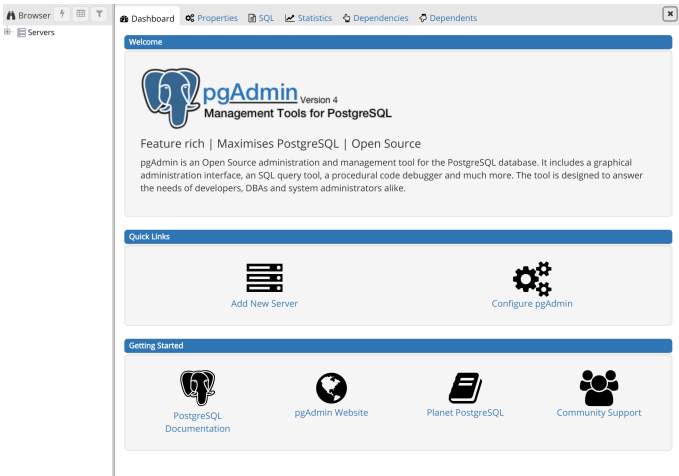 Browser
Servers
Dashboard Properties SQL Statistics Dependencies Dependents
Welcome
pgAdmin Version 4
Management Tools for PostgreSQL
Feature rich | Maximises PostgreSQL | Open Source
pgAdmin is an Open Source administration and management tool for the PostgreSQL database. It includes a graphical
administration interface, an SQL query tool, a procedural code debugger and much more. The tool is designed to answer
the needs of developers, DBAs and system administrators alike.
Quick Links
Add New Server
Configure pgAdmin
Getting Started
PostgreSQL
Documentation
pgAdmin Website
Planet PostgreSQL
Community Support